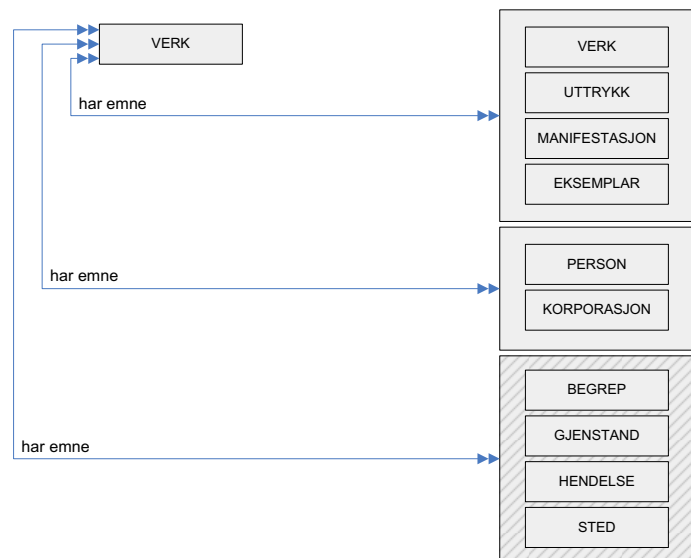 VERK
har emne
VERK
UTTRYKK
MANIFESTASJON
EKSEMPLAR
har emne
PERSON
KORPORASJON
har emne
BEGREP
GJENSTAND
HENDELSE
STED